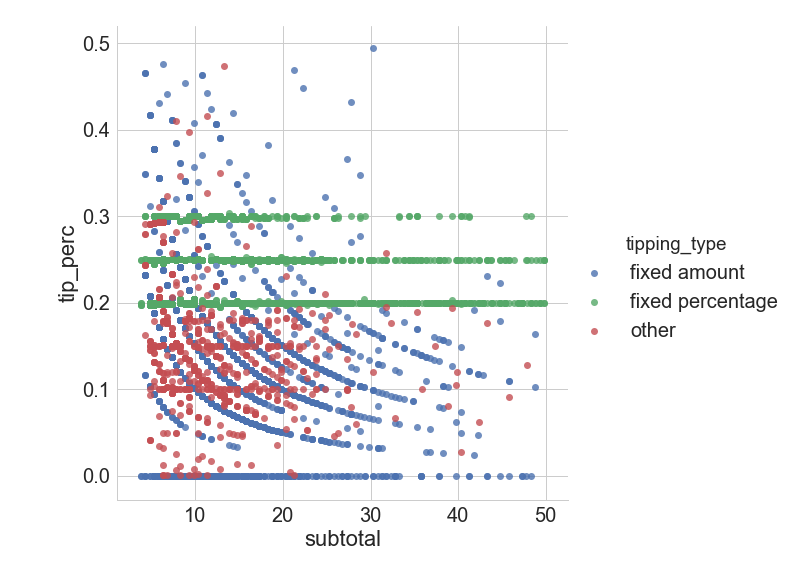 0.5
0.4
0.3
0.2
0.1
0.0
tip_perc
10 20 30 40 50
subtotal
tipping_type
fixed amount
fixed percentage
other